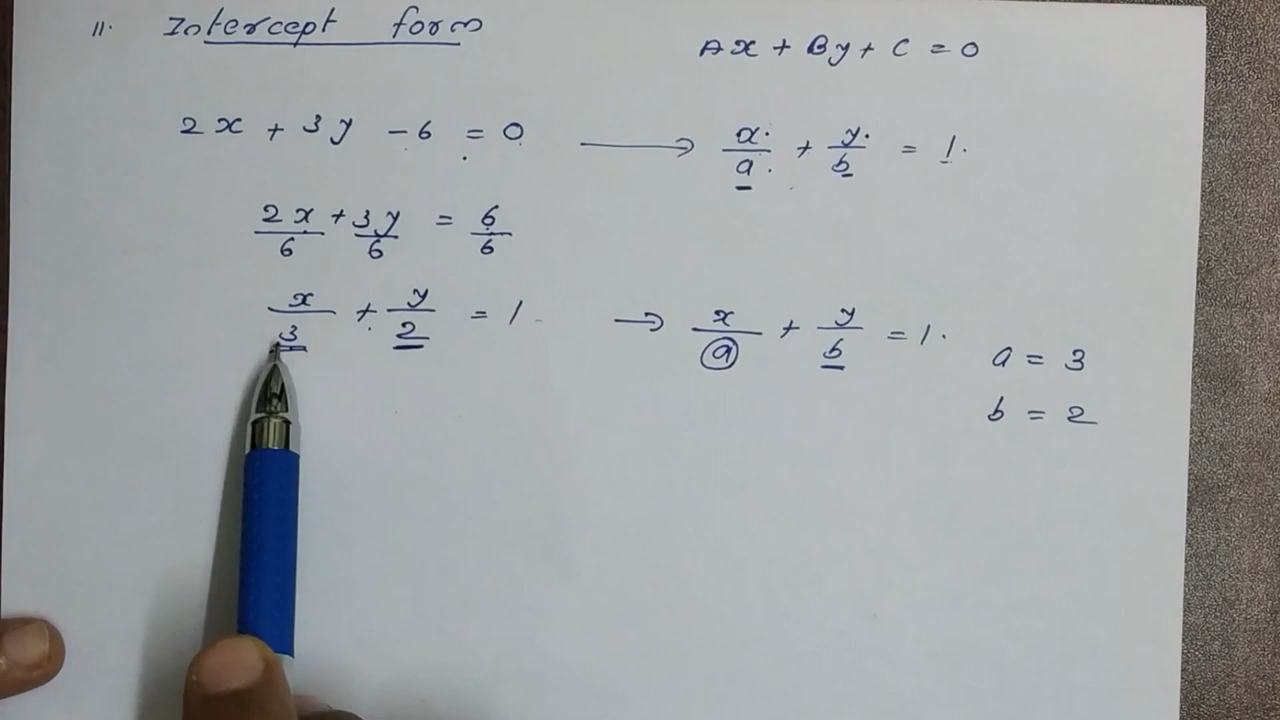 11. Intercept form
Ax + By + C = 0
2x + 3y - 6 = 0 ⟶ x/a + y/b = 1.
2x/6 + 3y/6 = 6/6
x/3 + y/2 = 1 → x/a + y/b = 1.
a = 3
b = 2